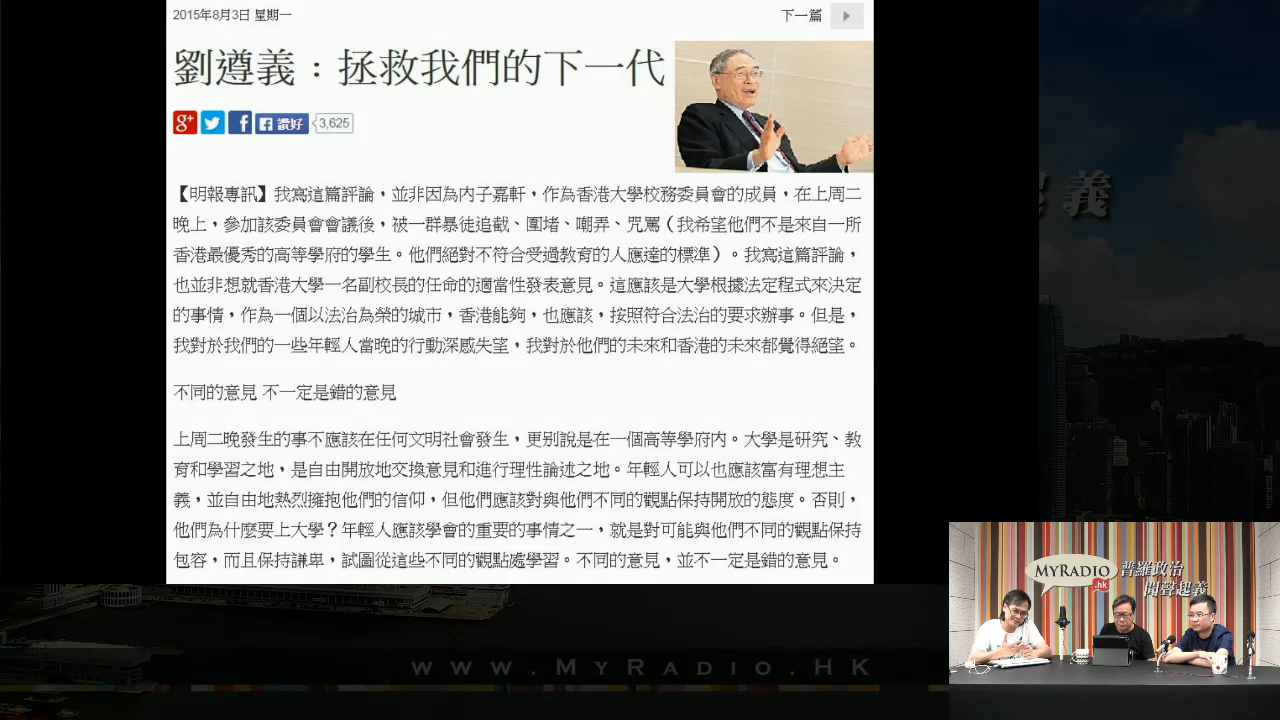 2015年8月3日 星期一
下一篇
劉遵義：拯救我們的下一代
g+
讚好
3,625
【明報專訊】我寫這篇評論，並非因為內子嘉軒，作為香港大學校務委員會的成員，在上周二
晚上，參加該委員會會議後，被一群暴徒追截、圍堵、嘲弄、咒罵（我希望他們不是來自一所
香港最優秀的高等學府的學生。他們絕對不符合受過教育的人應達的標準）。我寫這篇評論，
也並非想就香港大學一名副校長的任命的適當性發表意見。這應該是大學根據法定程式來決定
的事情，作為一個以法治為榮的城市，香港能夠，也應該，按照符合法治的要求辦事。但是，
我對於我們的一些年輕人當晚的行動深感失望，我對於他們的未來和香港的未來都覺得絕望。
不同的意見 不一定是錯的意見
上周二晚發生的事不應該在任何文明社會發生，更別說是在一個高等學府內。大學是研究、教
育和學習之地，是自由開放地交換意見和進行理性論述之地。年輕人可以也應該富有理想主
義，並自由地熱烈擁抱他們的信仰，但他們應該對與他們不同的觀點保持開放的態度。否則，
他們為什麼要上大學？年輕人應該學會的重要的事情之一，就是對可能與他們不同的觀點保持
包容，而且保持謙卑，試圖從這些不同的觀點處學習。不同的意見，並不一定是錯的意見。
起義
MYRADIO
.hk
普羅政治
聞聲起義
WWW.MYRADIO.HK